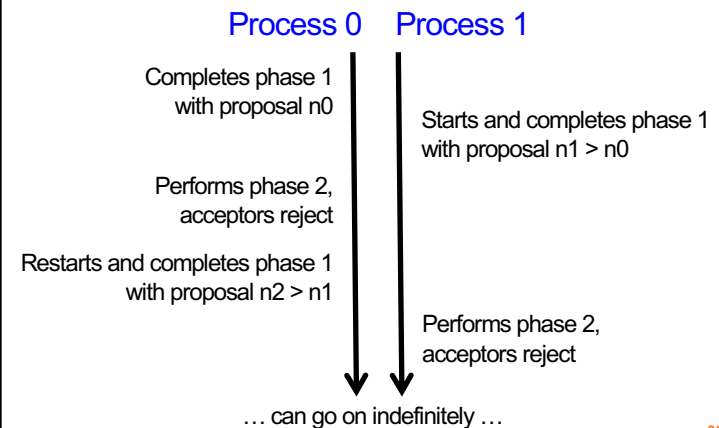 Process 0
Process 1
Completes phase 1
with proposal n0
Starts and completes phase 1
with proposal n1 > n0
Performs phase 2,
acceptors reject
Restarts and completes phase 1
with proposal n2 > n1
Performs phase 2,
acceptors reject
… can go on indefinitely …